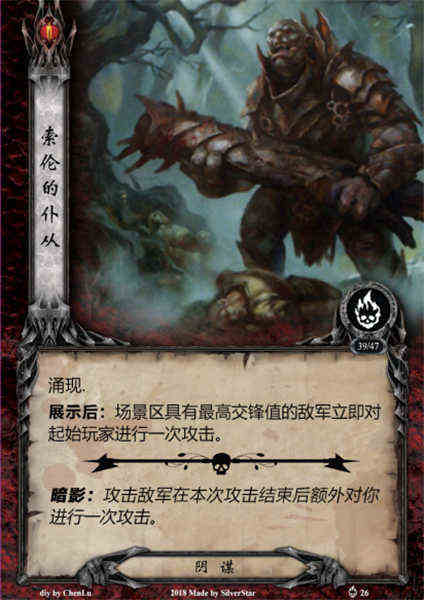 索伦的仆从
39/47
涌现.
展示后：场景区具有最高交锋值的敌军立即对
起始玩家进行一次攻击。
暗影：攻击敌军在本次攻击结束后额外对你
进行一次攻击。
阴 谋
diy by ChenLu
2018 Made by SilverStar
26